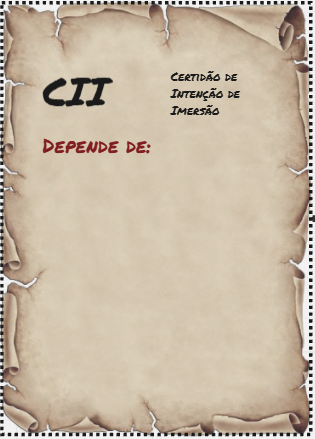 CII
Certidão de
Intenção de
Imersão
Depende de: